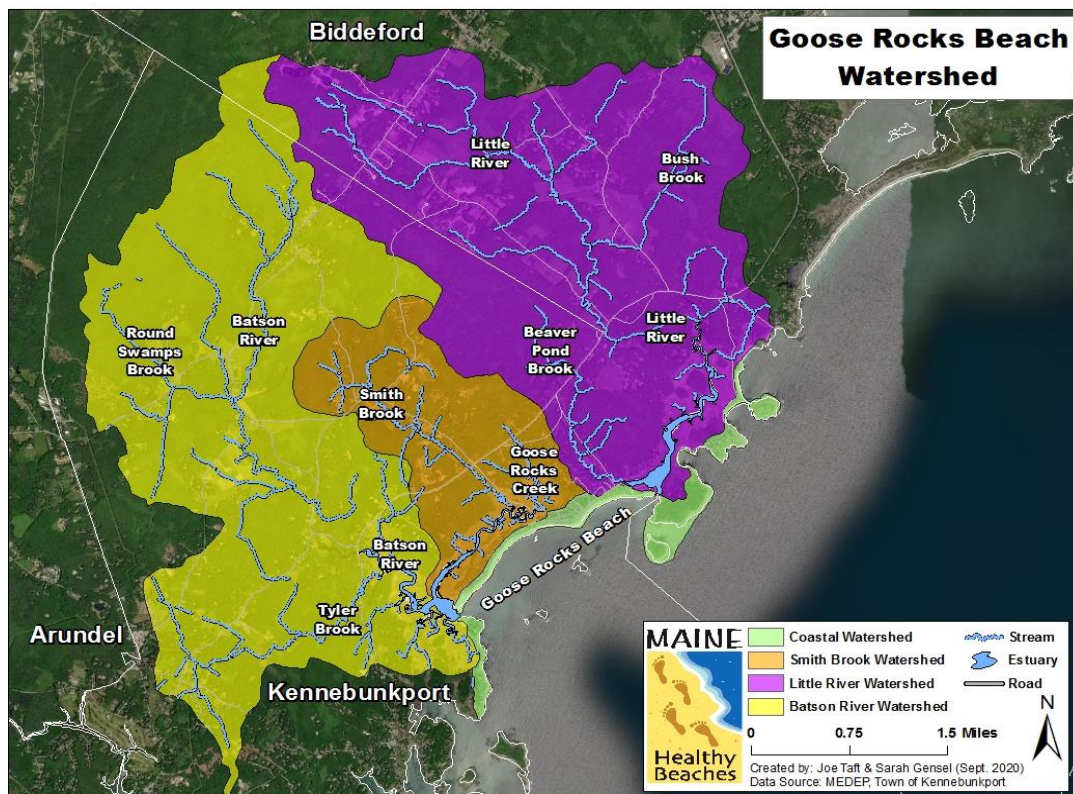 Goose Rocks Beach
Watershed
Biddeford
Little
River
Bush
Brook
Round
Swamps
Brook
Batson
River
Beaver
Pond
Brook
Little
River
Smith
Brook
Goose
Rocks
Creek
Goose Rocks Beach
Batson
River
Tyler
Brook
Arundel
Kennebunkport
MAINE
Healthy
Beaches
Coastal Watershed
Smith Brook Watershed
Little River Watershed
Batson River Watershed
Stream
Estuary
Road
N
0 0.75 1.5 Miles
Created by: Joe Taft & Sarah Gensel (Sept. 2020)
Data Source: MEDEP, Town of Kennebunkport